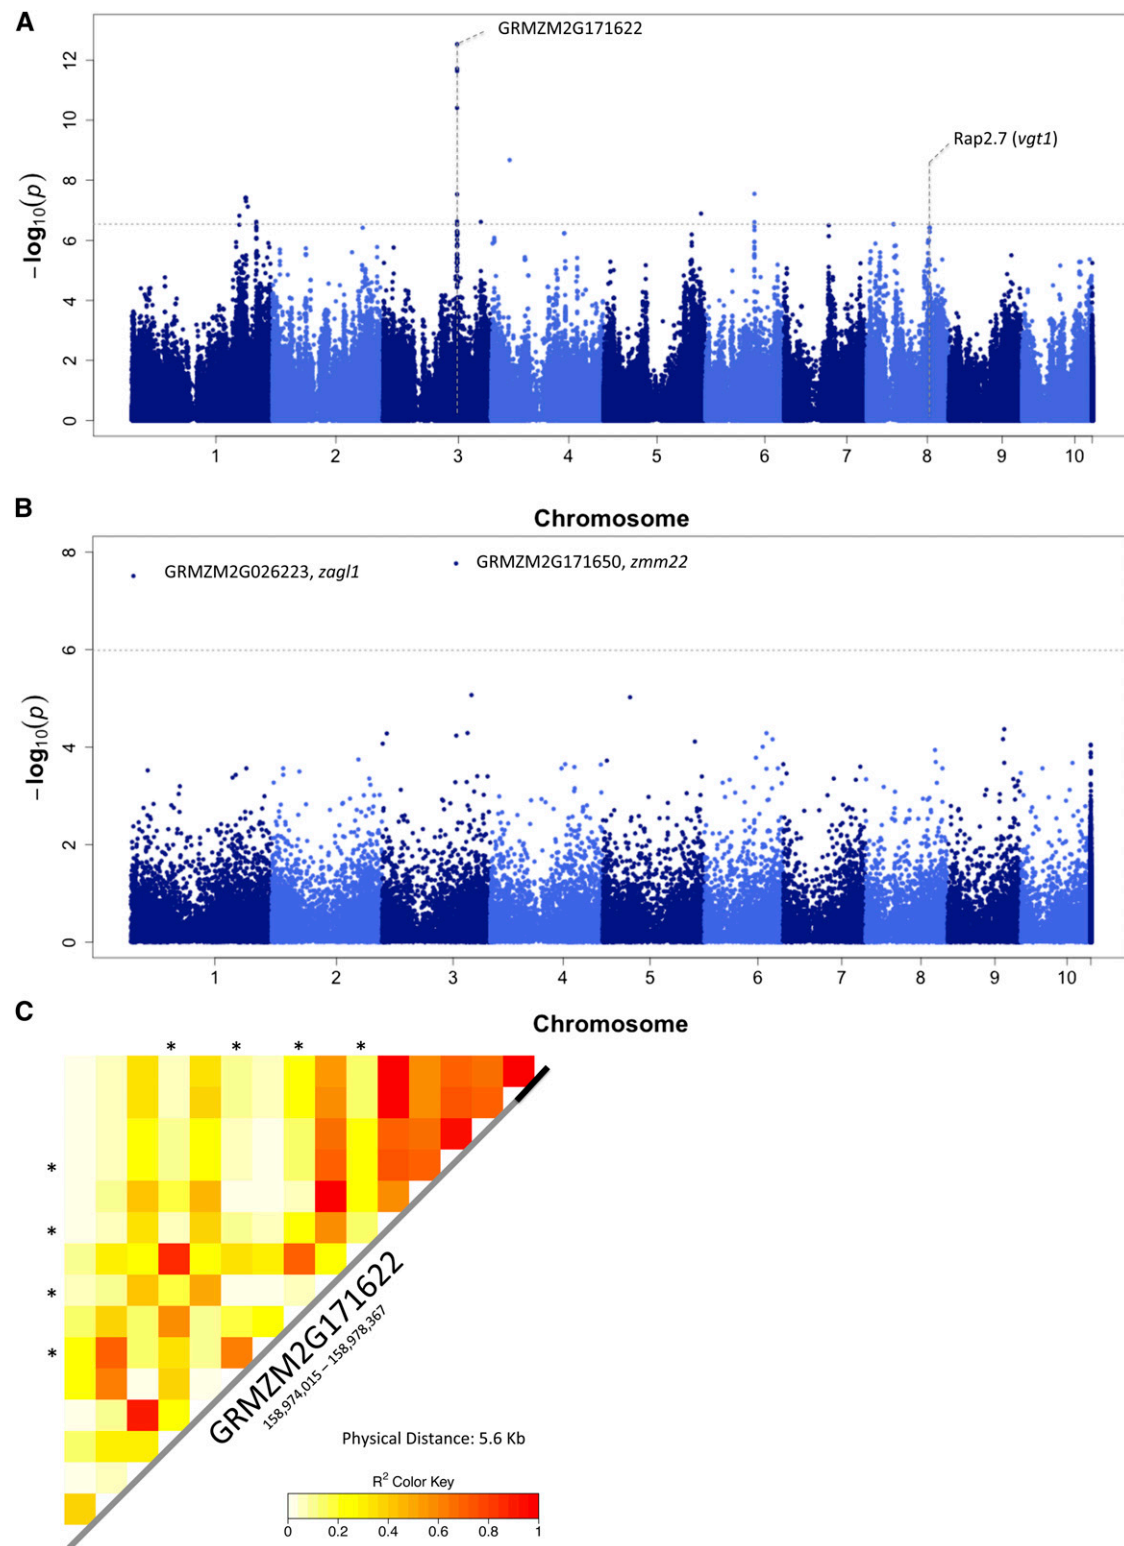 A
GRMZM2G171622
Rap2.7 (vgt1)
−log10(p)
12
10
8
6
4
2
0
1 2 3 4 5 6 7 8 9 10
Chromosome
B
GRMZM2G026223, zagl1
GRMZM2G171650, zmm22
−log10(p)
8
6
4
2
0
1 2 3 4 5 6 7 8 9 10
Chromosome
C
* * * *
*
*
*
*
GRMZM2G171622
158,974,015 – 158,978,367
Physical Distance: 5.6 Kb
R2 Color Key
0 0.2 0.4 0.6 0.8 1